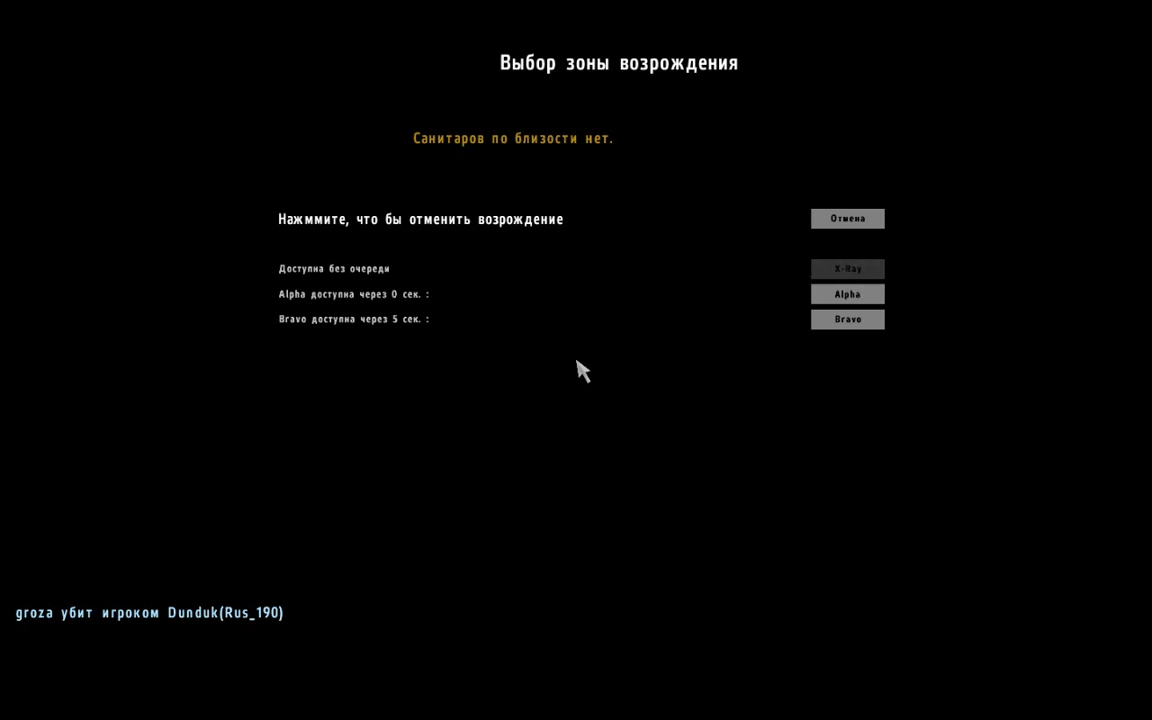 Выбор зоны возрождения
Санитаров по близости нет.
Нажммите, что бы отменить возрождение
Отмена
Доступна без очереди
X-Ray
Alpha доступна через 0 сек. :
Alpha
Bravo доступна через 5 сек. :
Bravo
groza убит игроком Dunduk(Rus_190)